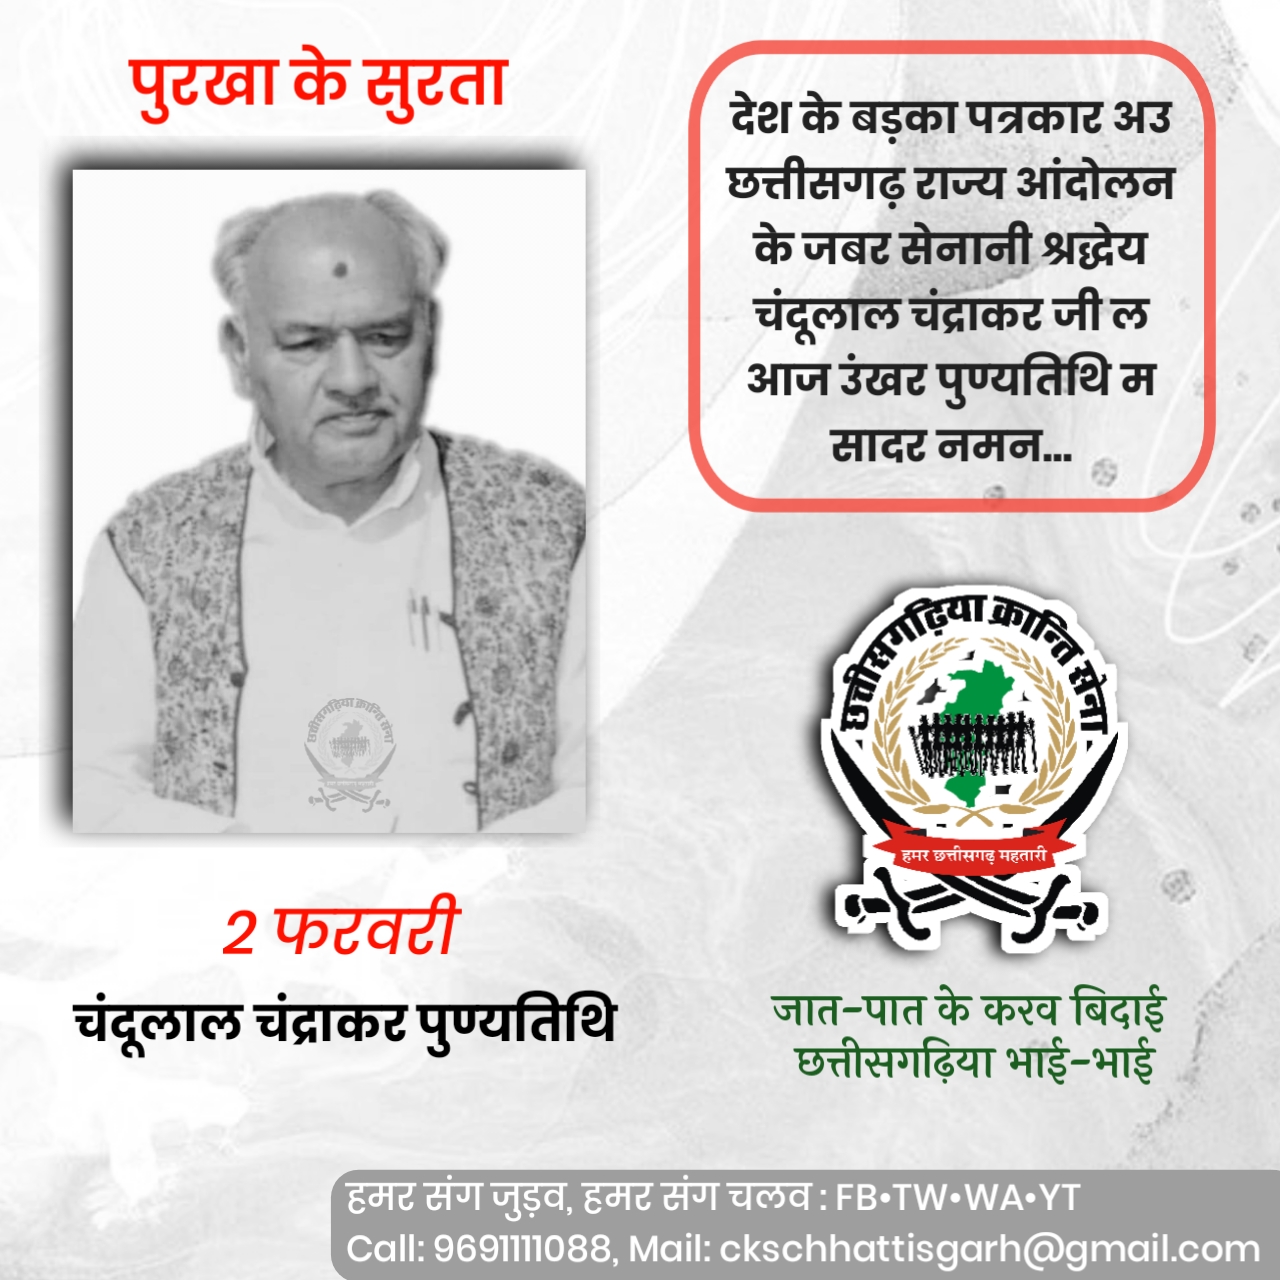 पुरखा के सुरता
देश के बड़का पत्रकार अउ
छत्तीसगढ़ राज्य आंदोलन
के जबर सेनानी श्रद्धेय
चंदूलाल चंद्राकर जी ल
आज उंखर पुण्यतिथि म
सादर नमन...
छत्तीसगढ़िया क्रान्ति सेना
हमर छत्तीसगढ़ महतारी
छत्तीसगढ़िया क्रान्ति सेना
2 फरवरी
चंदूलाल चंद्राकर पुण्यतिथि
जात-पात के करव बिदाई
छत्तीसगढ़िया भाई-भाई
हमर संग जुड़व, हमर संग चलव : FB•TW•WA•YT
Call: 9691111088, Mail: ckschhattisgarh@gmail.com